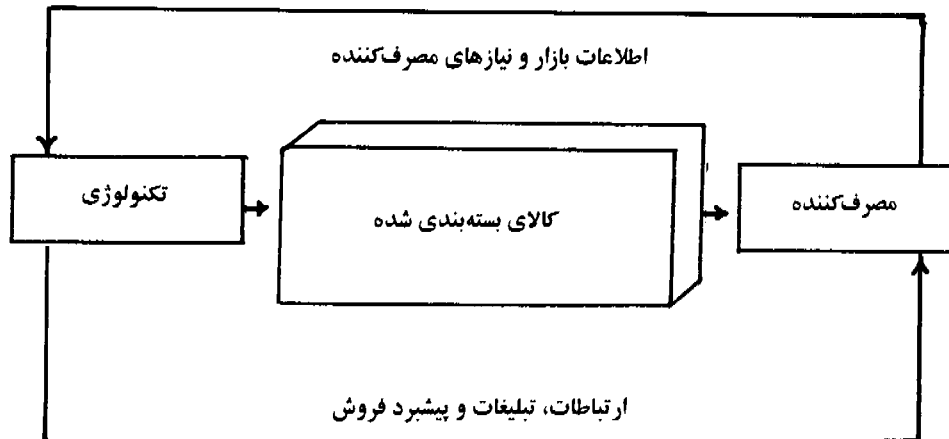 اطلاعات بازار و نیازهای مصرف‌کننده
تکنولوژی
کالای بسته‌بندی شده
مصرف‌کننده
ارتباطات، تبلیغات و پیشبرد فروش